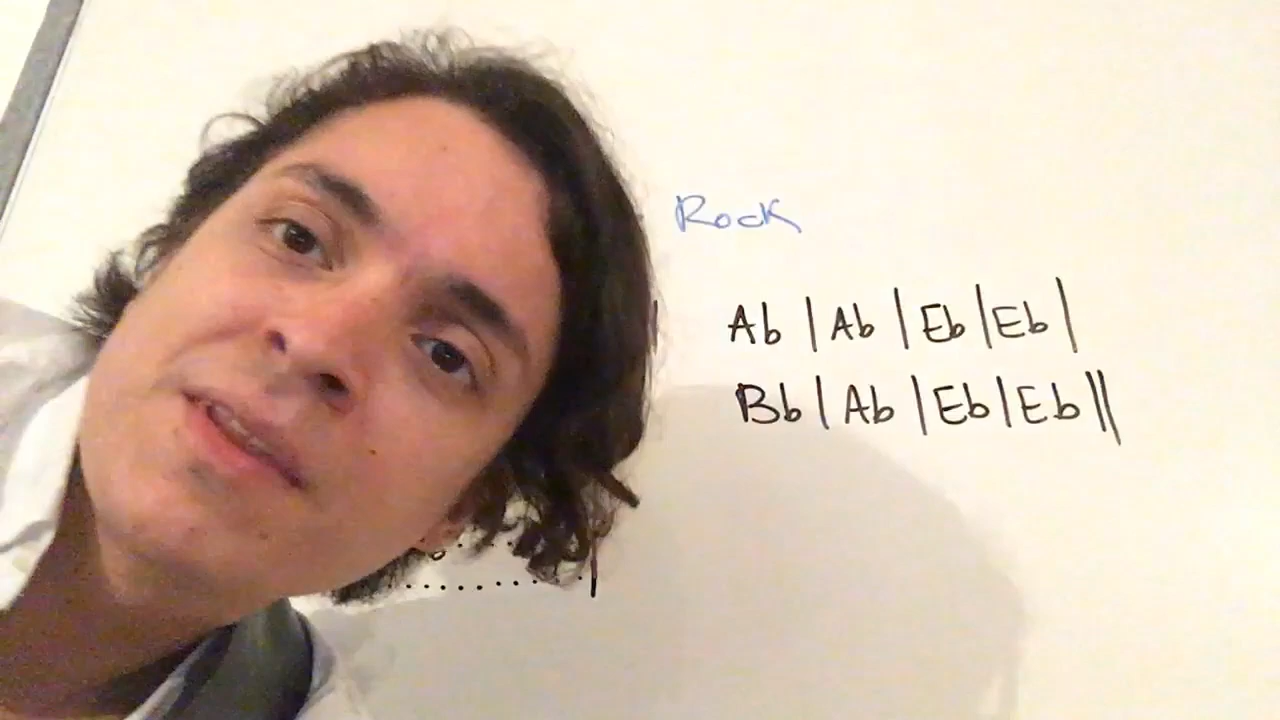 Rock
Ab | Ab | Eb | Eb |
Bb | Ab | Eb | Eb ||